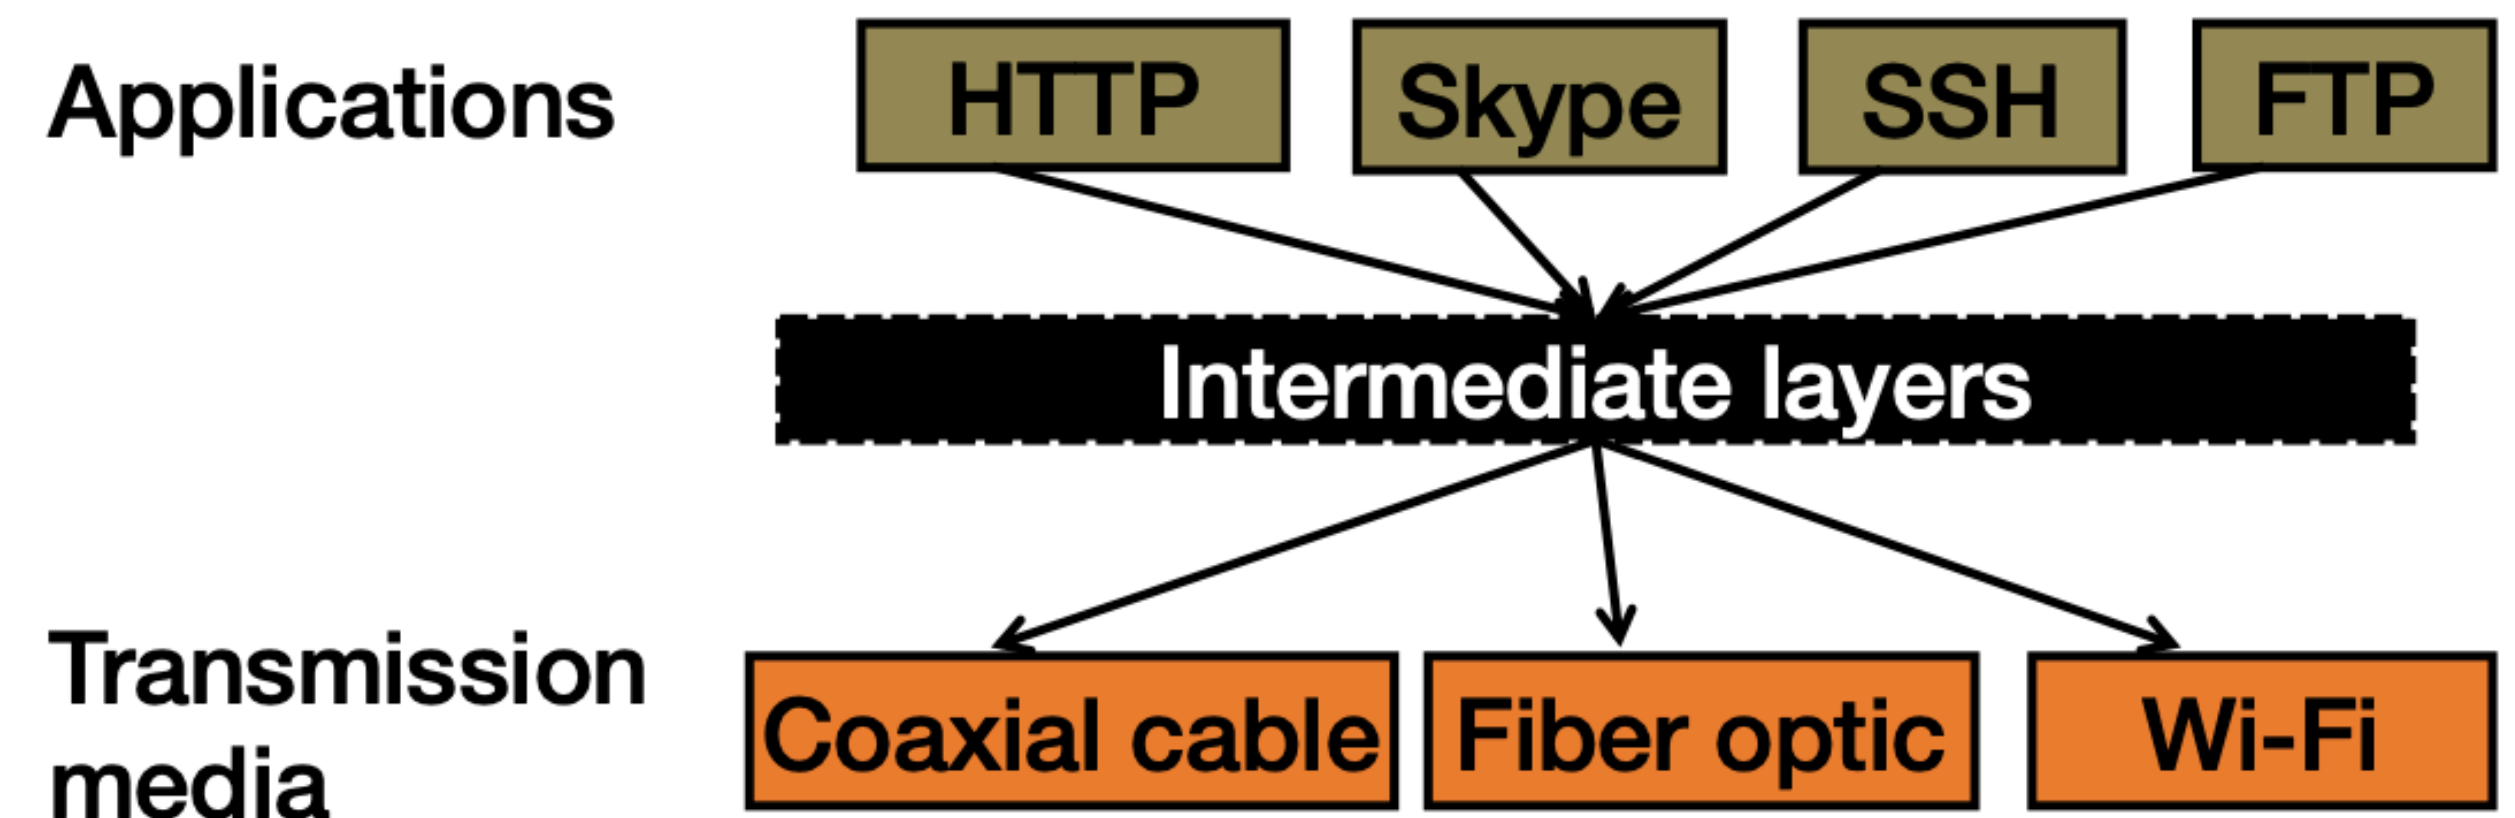 Applications
HTTP
Skype
SSH
FTP
Intermediate layers
Transmission
media
Coaxial cable
Fiber optic
Wi-Fi